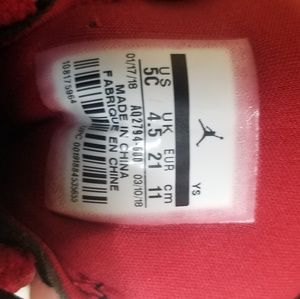 US UK EUR cm
5C 4.5 21 11
YS
01/17/18 AQ2794-600 03/10/18
MADE IN CHINA
FABRIQUE EN CHINE